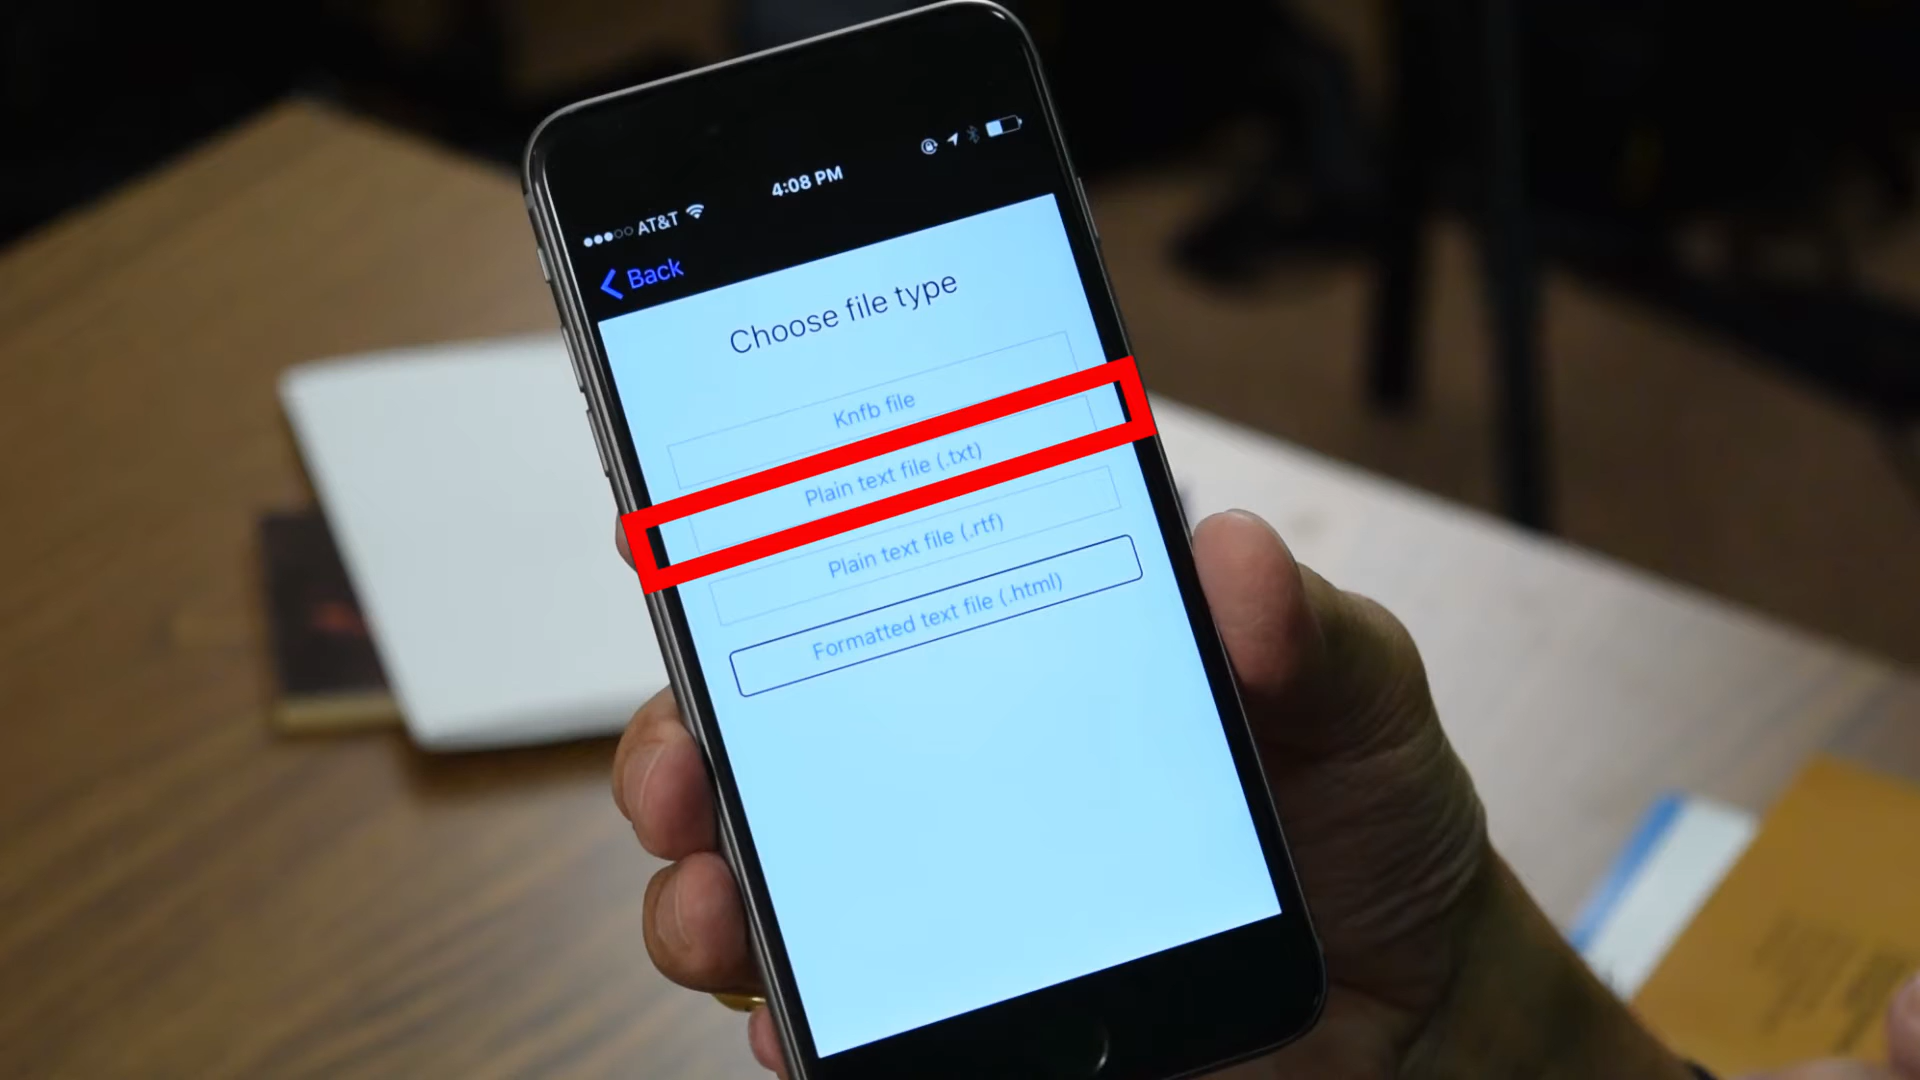 AT&T
4:08 PM
Back
Choose file type
Knfb file
Plain text file (.txt)
Plain text file (.rtf)
Formatted text file (.html)